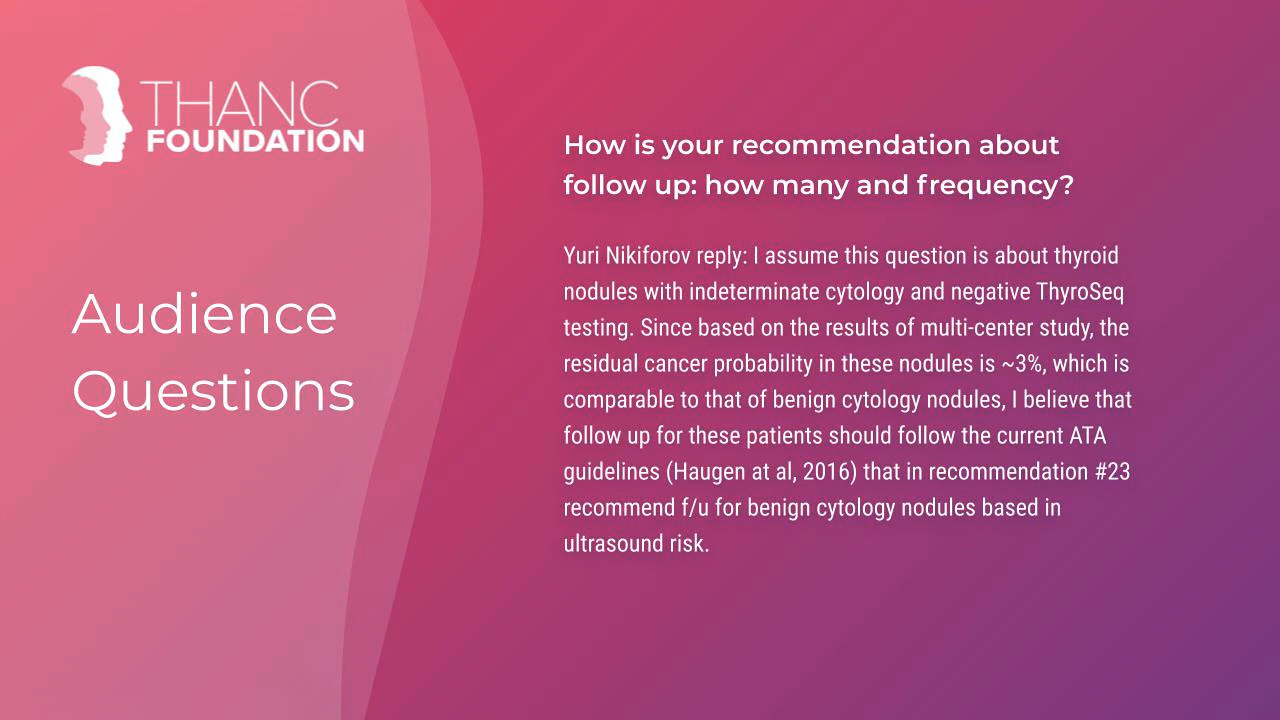 THANC
FOUNDATION
Audience
Questions
How is your recommendation about
follow up: how many and frequency?
Yuri Nikiforov reply: I assume this question is about thyroid
nodules with indeterminate cytology and negative ThyroSeq
testing. Since based on the results of multi-center study, the
residual cancer probability in these nodules is ~3%, which is
comparable to that of benign cytology nodules, I believe that
follow up for these patients should follow the current ATA
guidelines (Haugen at al, 2016) that in recommendation #23
recommend f/u for benign cytology nodules based in
ultrasound risk.